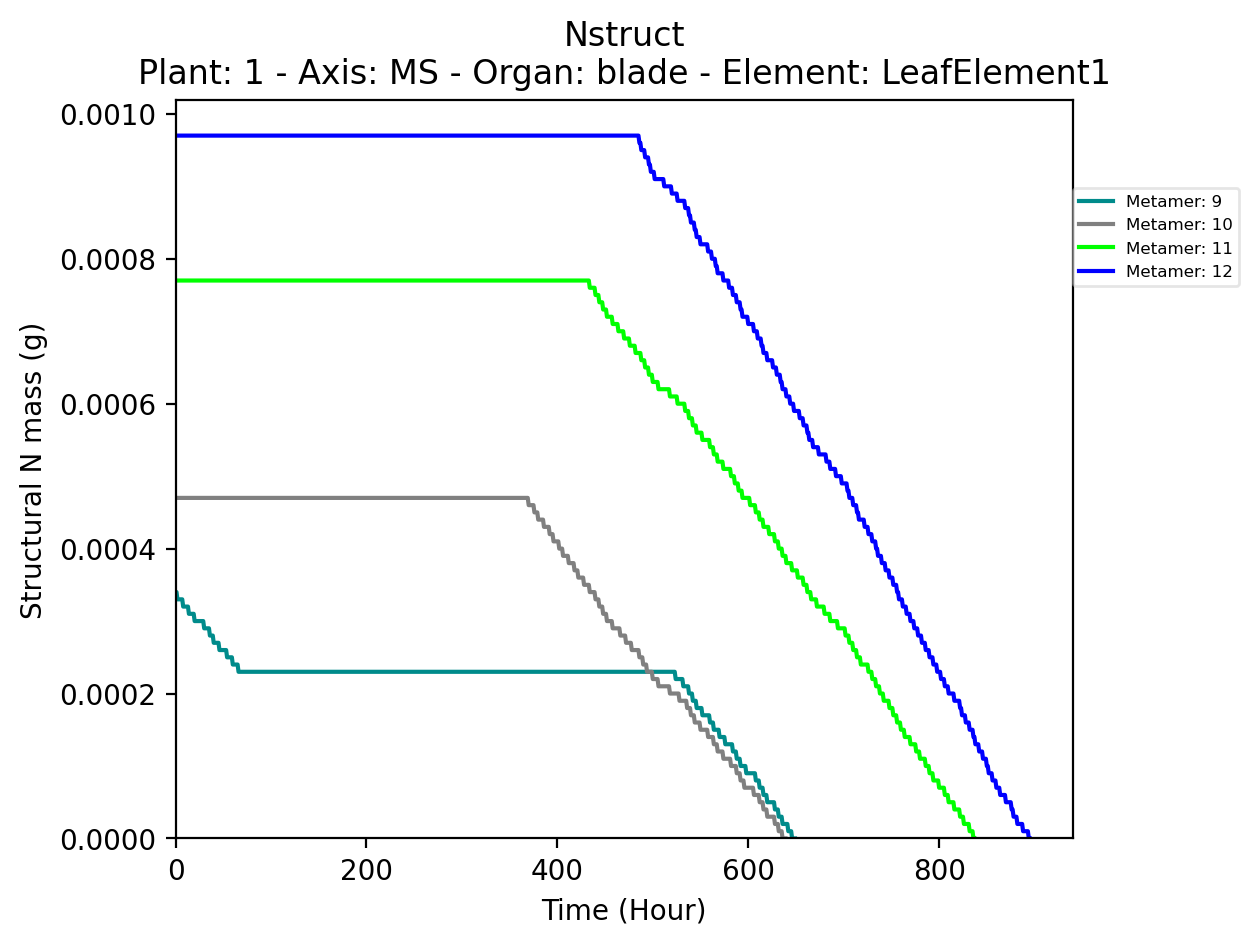 Nstruct
Plant: 1 - Axis: MS - Organ: blade - Element: LeafElement1
0.0010
0.0008
0.0006
0.0004
0.0002
0.0000
Structural N mass (g)
Metamer: 9
Metamer: 10
Metamer: 11
Metamer: 12
0
200
400
600
800
Time (Hour)